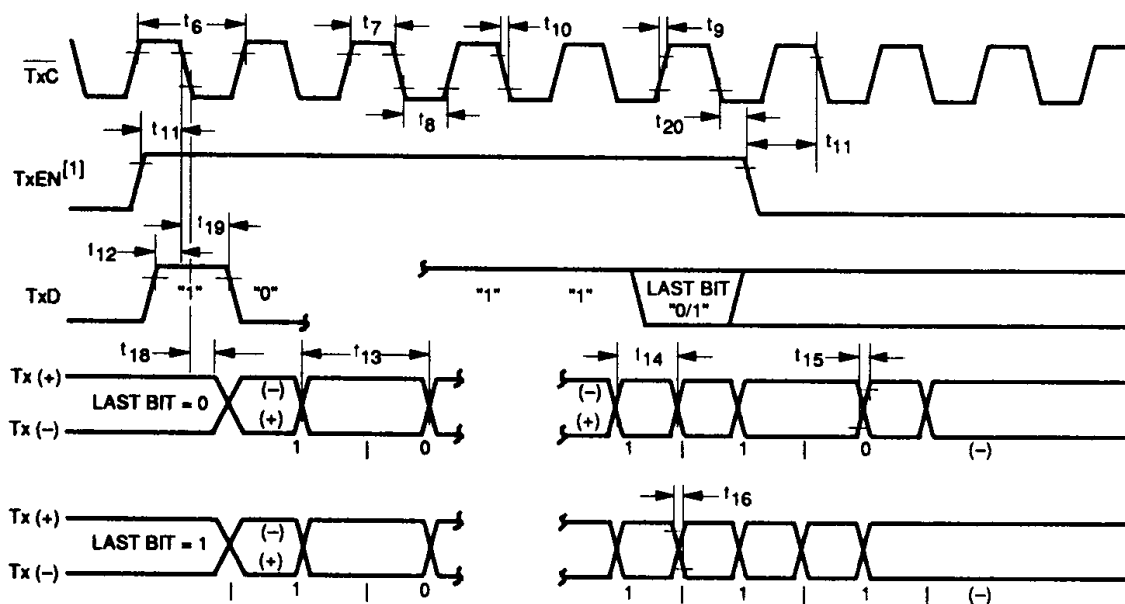 t6 t7 t10 t9
TxC
t11 t8 t20 t11
TxEN[1]
t19
t12
TxD "1" "0" "1" "1" LAST BIT
"0/1"
t18 t13 t14 t15
Tx (+) (–) (–)
LAST BIT = 0
Tx (–) (+) (+)
1 | 0 1 | 1 | 0 (–)
t16
Tx (+) (–)
LAST BIT = 1
Tx (–) (+)
| 1 | 0 1 | 1 | 1 | (–)